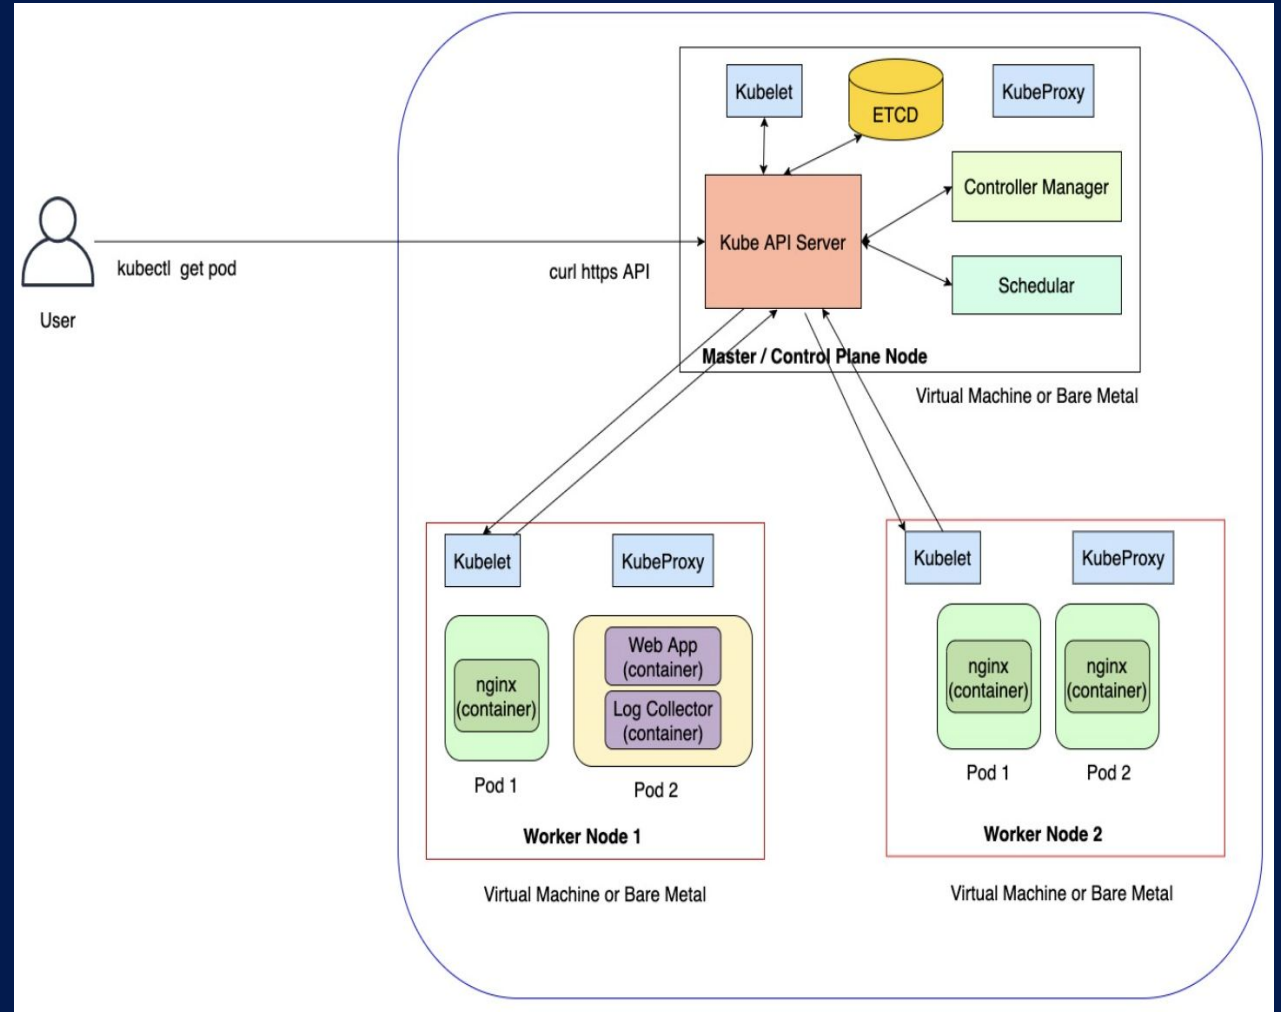 Kubelet
ETCD
KubeProxy
Controller Manager
Kube API Server
Schedular
kubectl  get pod
curl https API
User
Master / Control Plane Node
Virtual Machine or Bare Metal
Kubelet
KubeProxy
nginx
(container)
Web App
(container)
Log Collector
(container)
Pod 1
Pod 2
Worker Node 1
Virtual Machine or Bare Metal
Kubelet
KubeProxy
nginx
(container)
nginx
(container)
Pod 1
Pod 2
Worker Node 2
Virtual Machine or Bare Metal